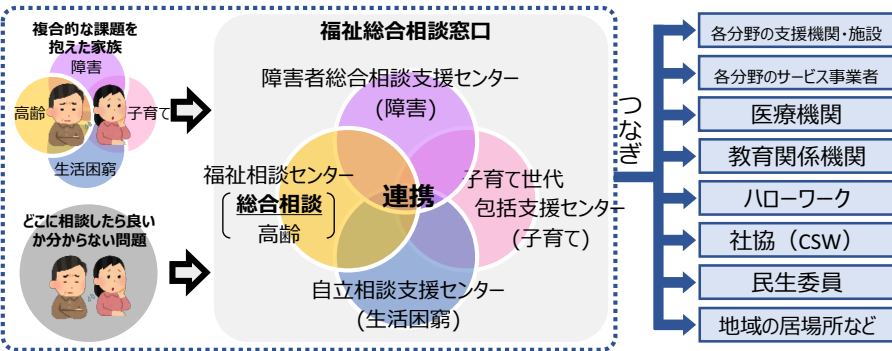 複合的な課題を
抱えた家族
障害
高齢
子育て
生活困窮
どこに相談したら良い
か分からない問題
福祉総合相談窓口
障害者総合相談支援センター
(障害)
福祉相談センター
総合相談
高齢
連携
子育て世代
包括支援センター
(子育て)
自立相談支援センター
(生活困窮)
つなぎ
各分野の支援機関・施設
各分野のサービス事業者
医療機関
教育関係機関
ハローワーク
社協（CSW）
民生委員
地域の居場所など